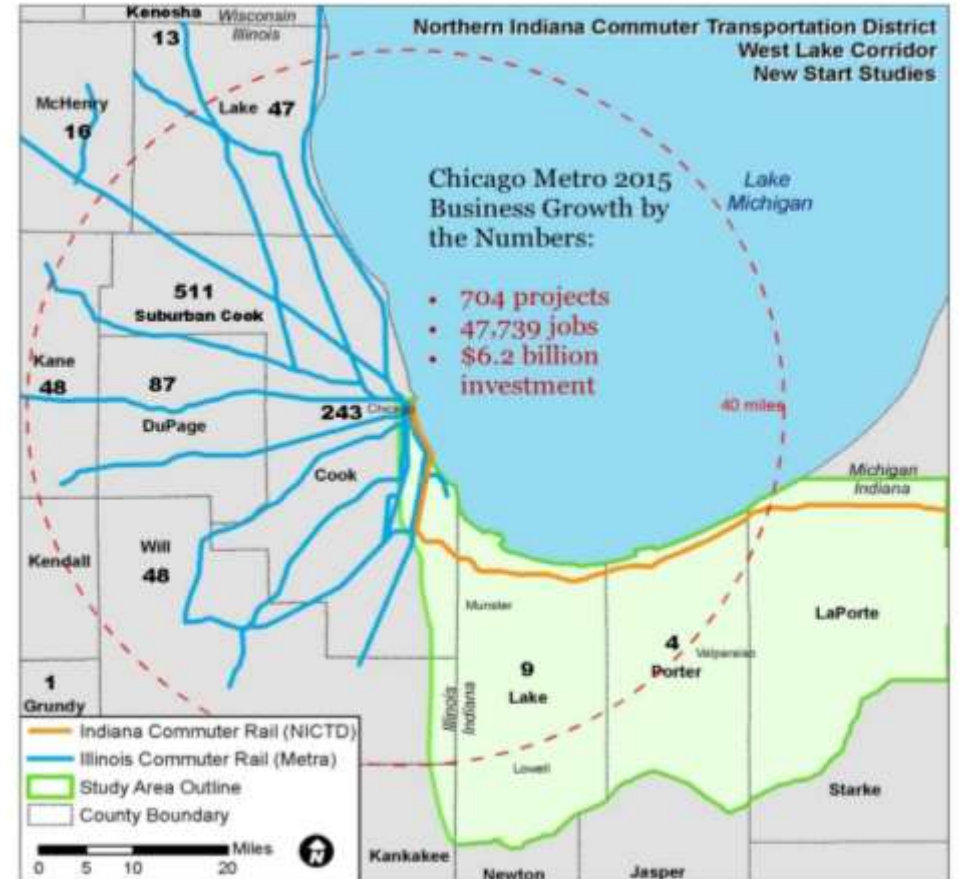 Northern Indiana Commuter Transportation District
West Lake Corridor
New Start Studies
Kenosha
13
Wisconsin
Illinois
McHenry
16
Lake 47
Chicago Metro 2015
Business Growth by
the Numbers:
• 704 projects
• 47,739 jobs
• $6.2 billion
investment
Lake
Michigan
511
Suburban Cook
Kane
48
87
DuPage
243
Chicago
40 miles
Cook
Michigan
Indiana
Kendall
Will
48
Munster
LaPorte
4
Porter
Valparaiso
9
Lake
Illinois
Indiana
1
Grundy
Lowell
Starke
Indiana Commuter Rail (NICTD)
Illinois Commuter Rail (Metra)
Study Area Outline
County Boundary
Miles
0 5 10 20
N
Kankakee
Newton
Jasper